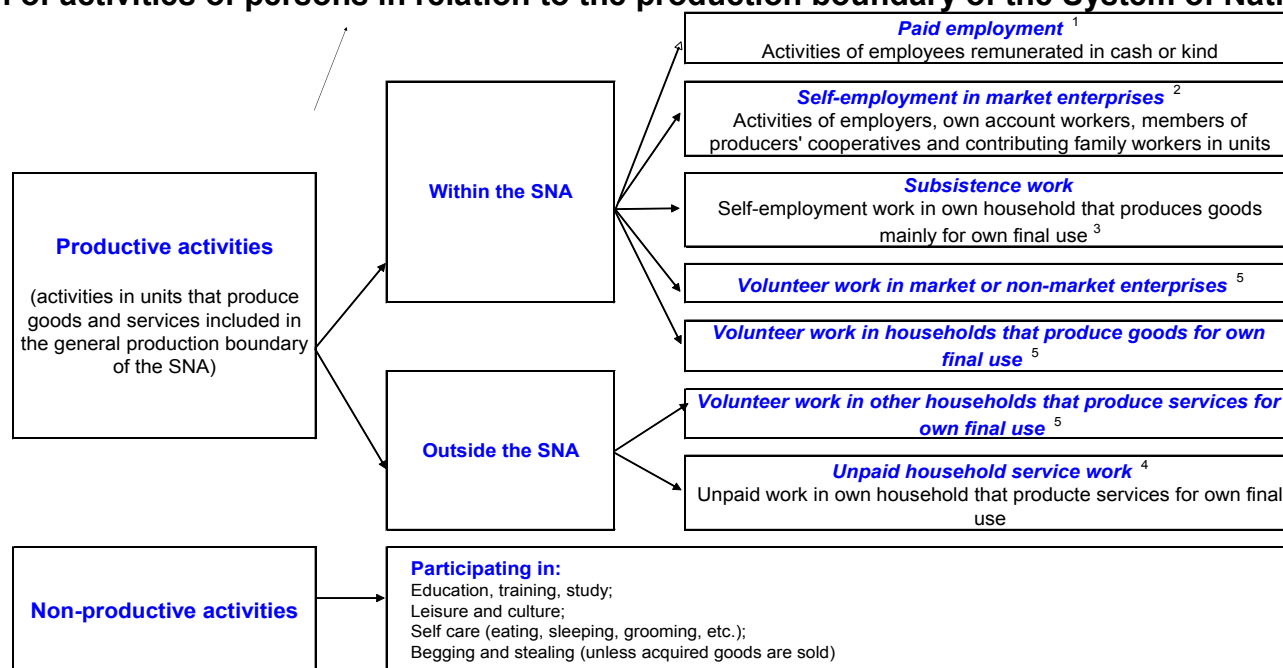 of activities of persons in relation to the production boundary of the System of Nati
Paid employment 1
Activities of employees remunerated in cash or kind
Self-employment in market enterprises 2
Activities of employers, own account workers, members of
producers' cooperatives and contributing family workers in units
Within the SNA
Subsistence work
Self-employment work in own household that produces goods
mainly for own final use 3
Productive activities
(activities in units that produce
goods and services included in
the general production boundary
of the SNA)
Volunteer work in market or non-market enterprises 5
Volunteer work in households that produce goods for own
final use 5
Volunteer work in other households that produce services for
own final use 5
Outside the SNA
Unpaid household service work 4
Unpaid work in own household that producte services for own final
use
Non-productive activities
Participating in:
Education, training, study;
Leisure and culture;
Self care (eating, sleeping, grooming, etc.);
Begging and stealing (unless acquired goods are sold)